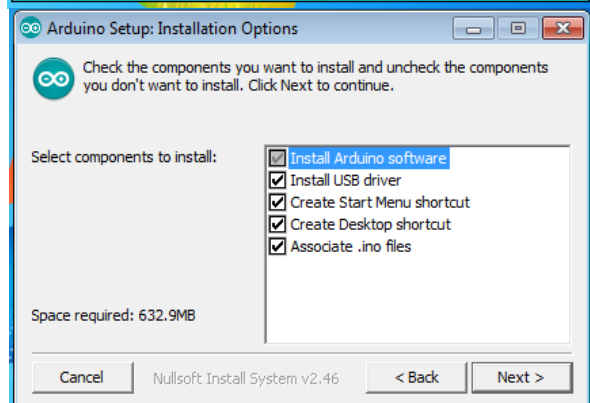 Arduino Setup: Installation Options
Check the components you want to install and uncheck the components
you don't want to install. Click Next to continue.
Select components to install:
Install Arduino software
Install USB driver
Create Start Menu shortcut
Create Desktop shortcut
Associate .ino files
Space required: 632.9MB
Cancel
Nullsoft Install System v2.46
< Back
Next >